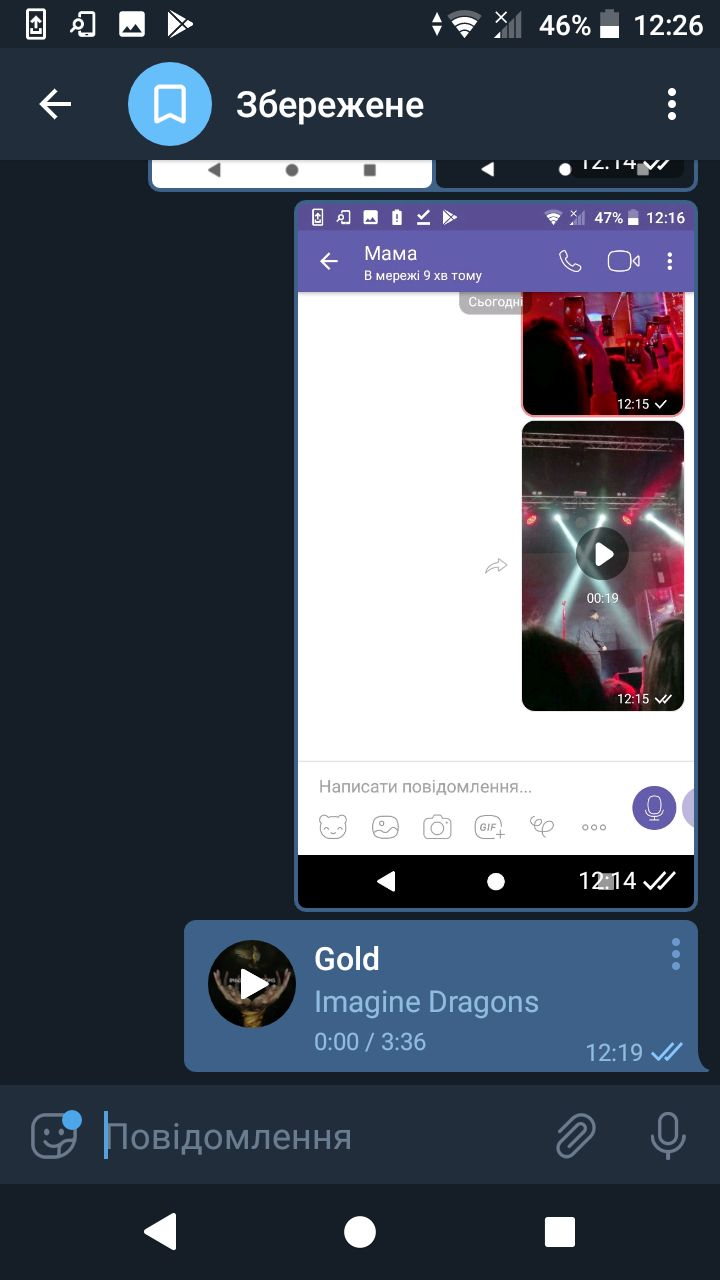 46% 12:26
Збережене
12:14
47% 12:16
Мама
В мережі 9 хв тому
Сьогодні
12:15
00:19
12:15
Написати повідомлення...
GIF
12:14
Gold
Imagine Dragons
0:00 / 3:36
12:19
Повідомлення